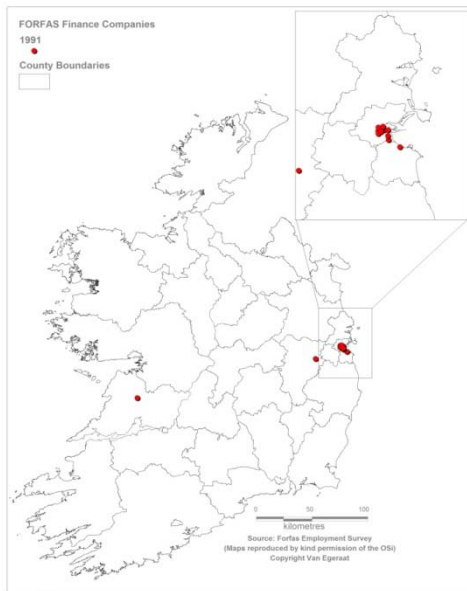 FORFAS Finance Companies
1991
County Boundaries
0 50 100
kilometres
Source: Forfas Employment Survey
(Maps reproduced by kind permission of the OSi)
Copyright Van Egeraat